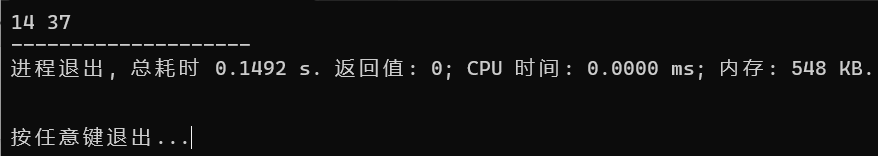 14 37
--------------------
进程退出, 总耗时 0.1492 s. 返回值: 0; CPU 时间: 0.0000 ms; 内存: 548 KB.
按任意键退出...